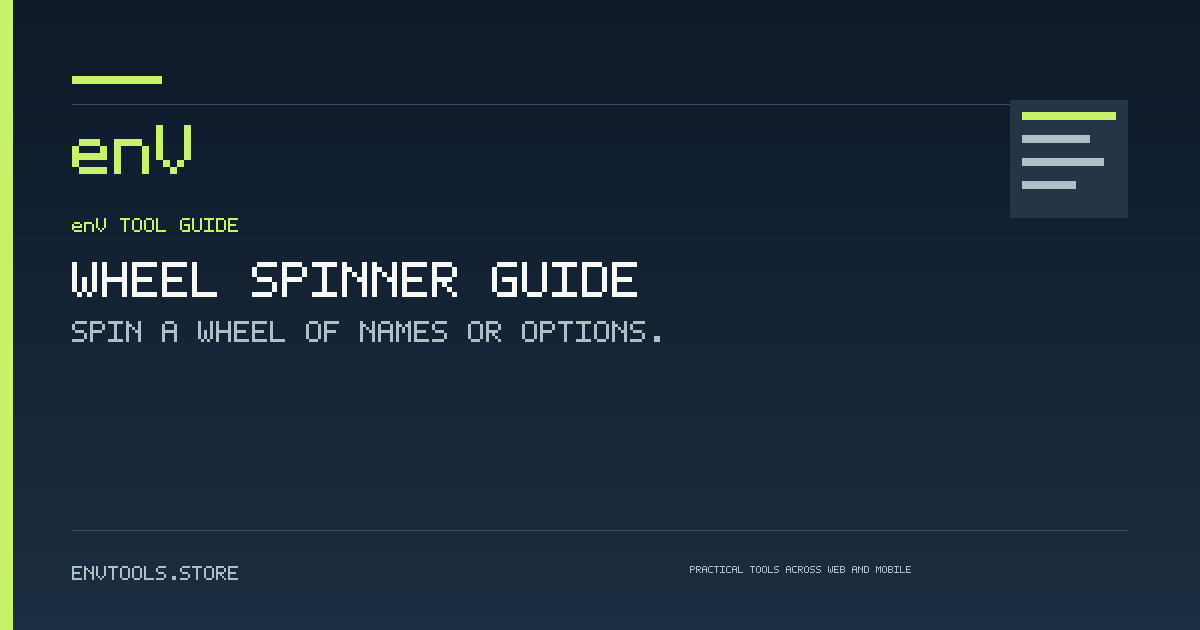 enV
enV TOOL GUIDE
WHEEL SPINNER GUIDE
SPIN A WHEEL OF NAMES OR OPTIONS.
ENVTOOLS.STORE
PRACTICAL TOOLS ACROSS WEB AND MOBILE